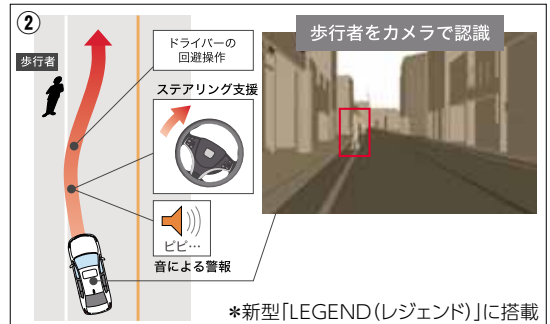 ②
歩行者をカメラで認識
ドライバーの
回避操作
歩行者
ステアリング支援
ピピ…
音による警報
*新型「LEGEND(レジェンド)」に搭載